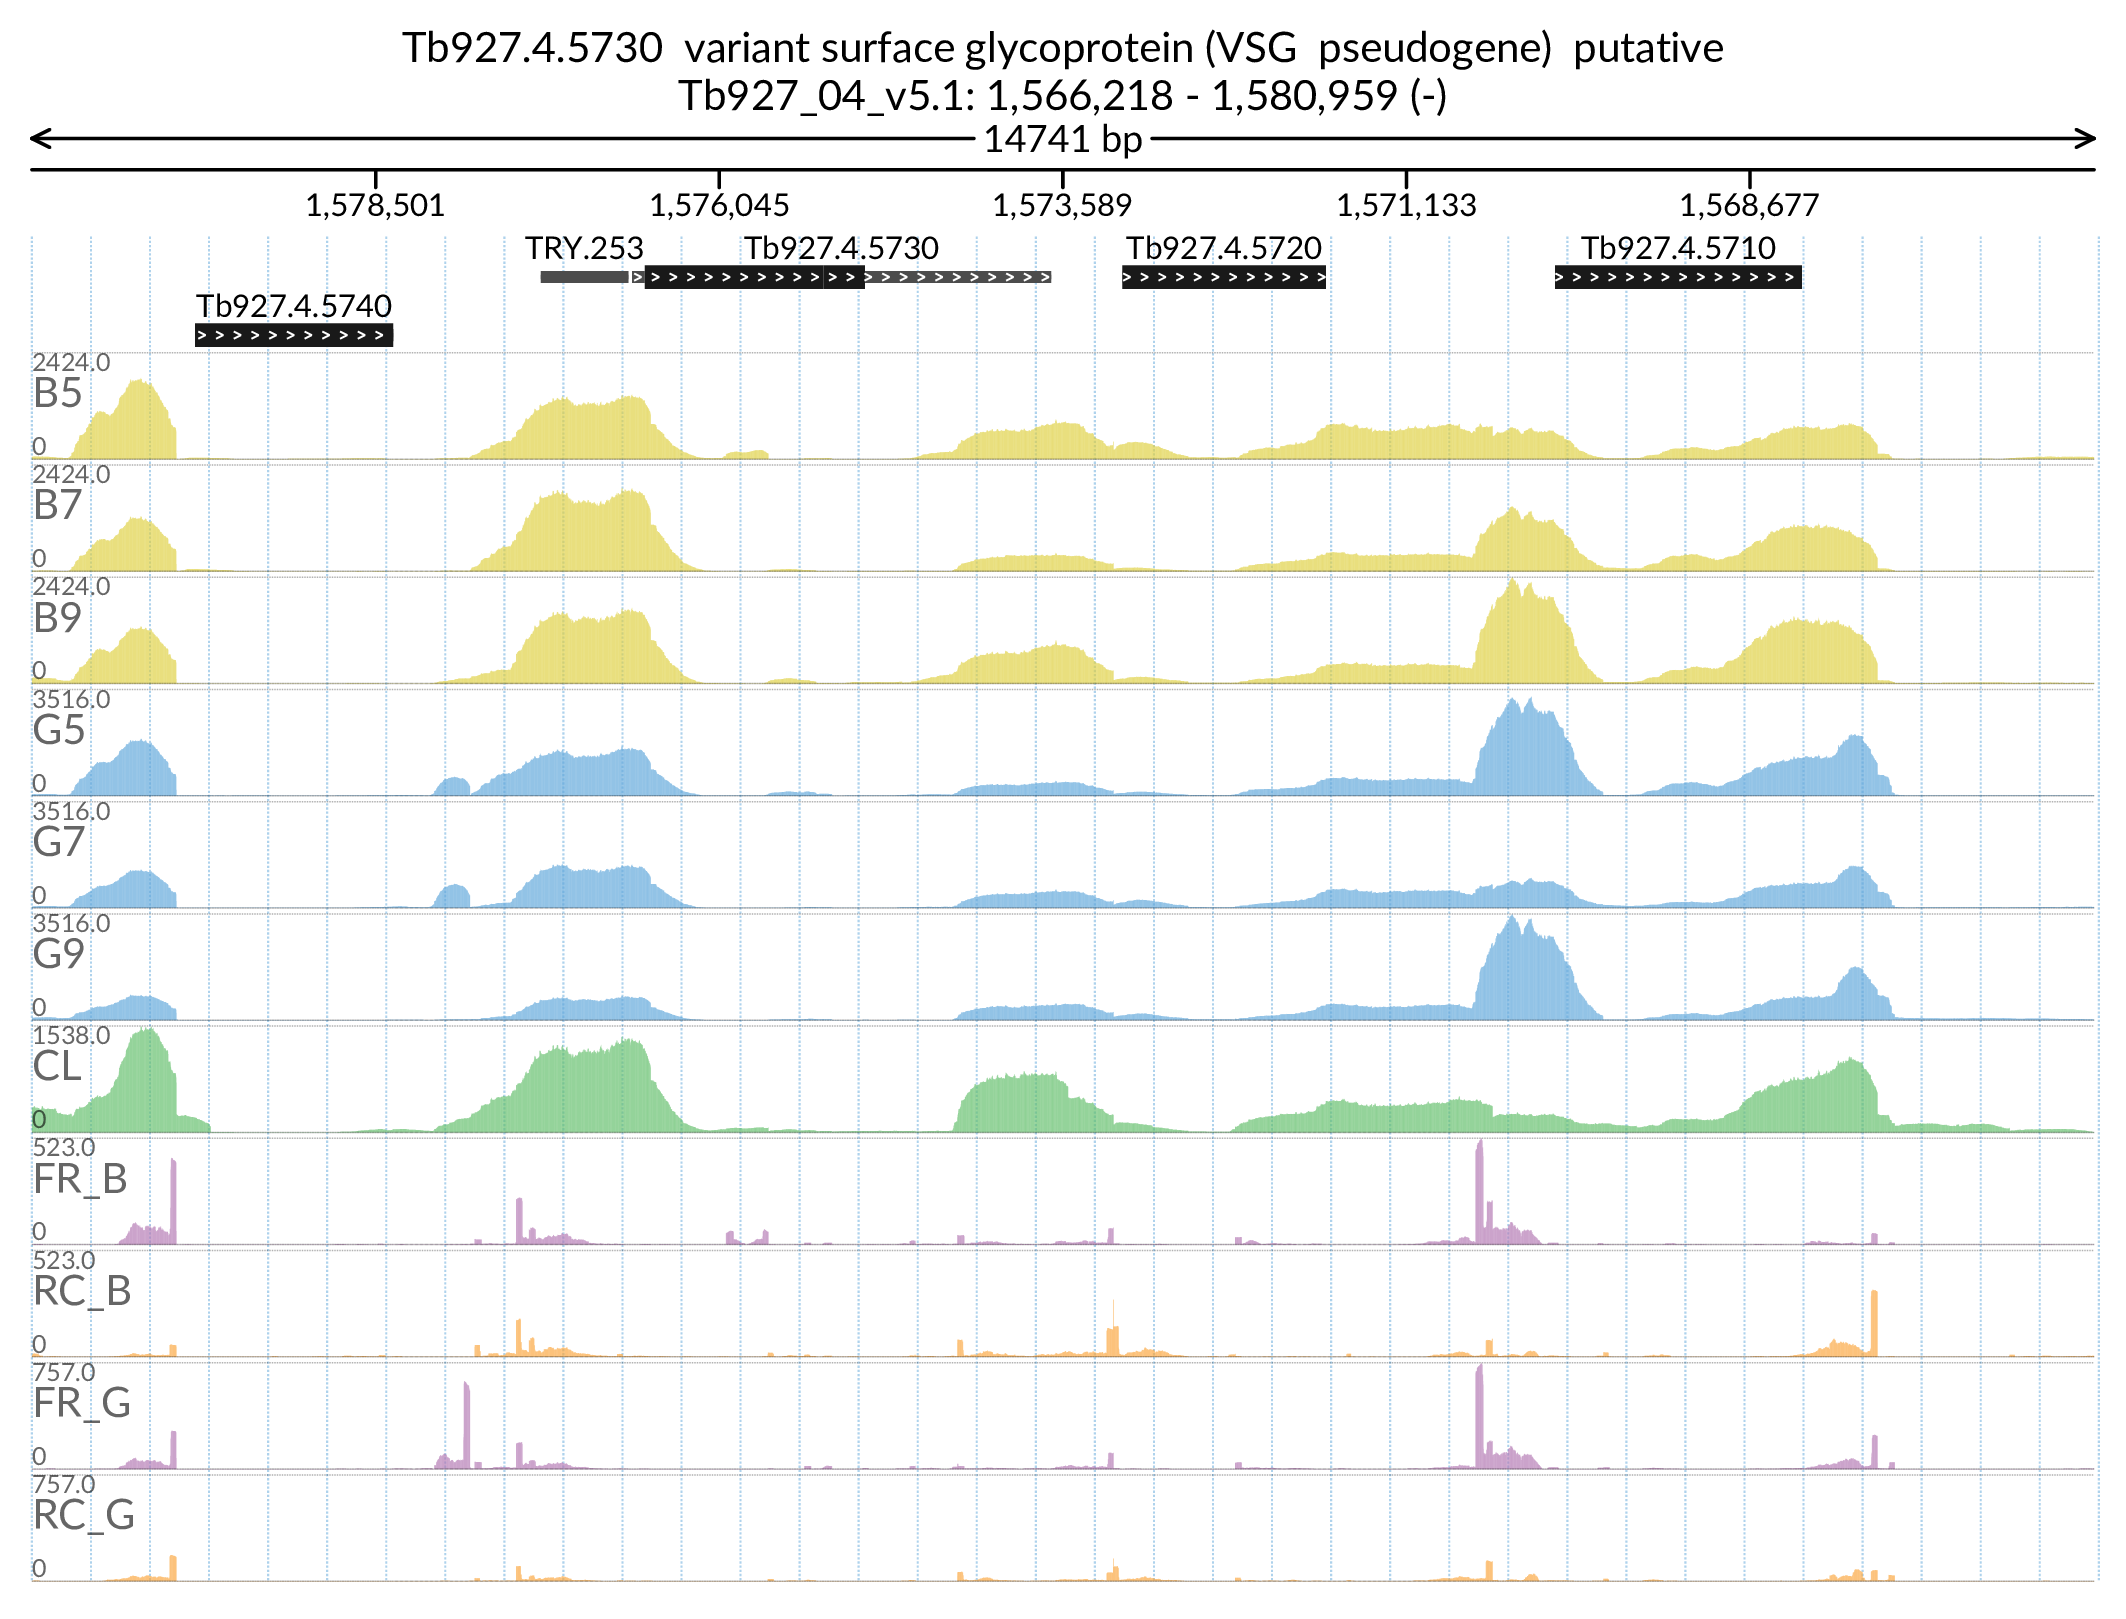 Tb927.4.5730 variant surface glycoprotein (VSG pseudogene) putative
Tb927_04_v5.1: 1,566,218 - 1,580,959 (-)
14741 bp
1,578,501 1,576,045 1,573,589 1,571,133 1,568,677
TRY.253 Tb927.4.5730 Tb927.4.5720 Tb927.4.5710
Tb927.4.5740
2424.0
B5
0
2424.0
B7
0
2424.0
B9
0
3516.0
G5
0
3516.0
G7
0
3516.0
G9
0
1538.0
CL
0
523.0
FR_B
0
523.0
RC_B
0
757.0
FR_G
0
757.0
RC_G
0